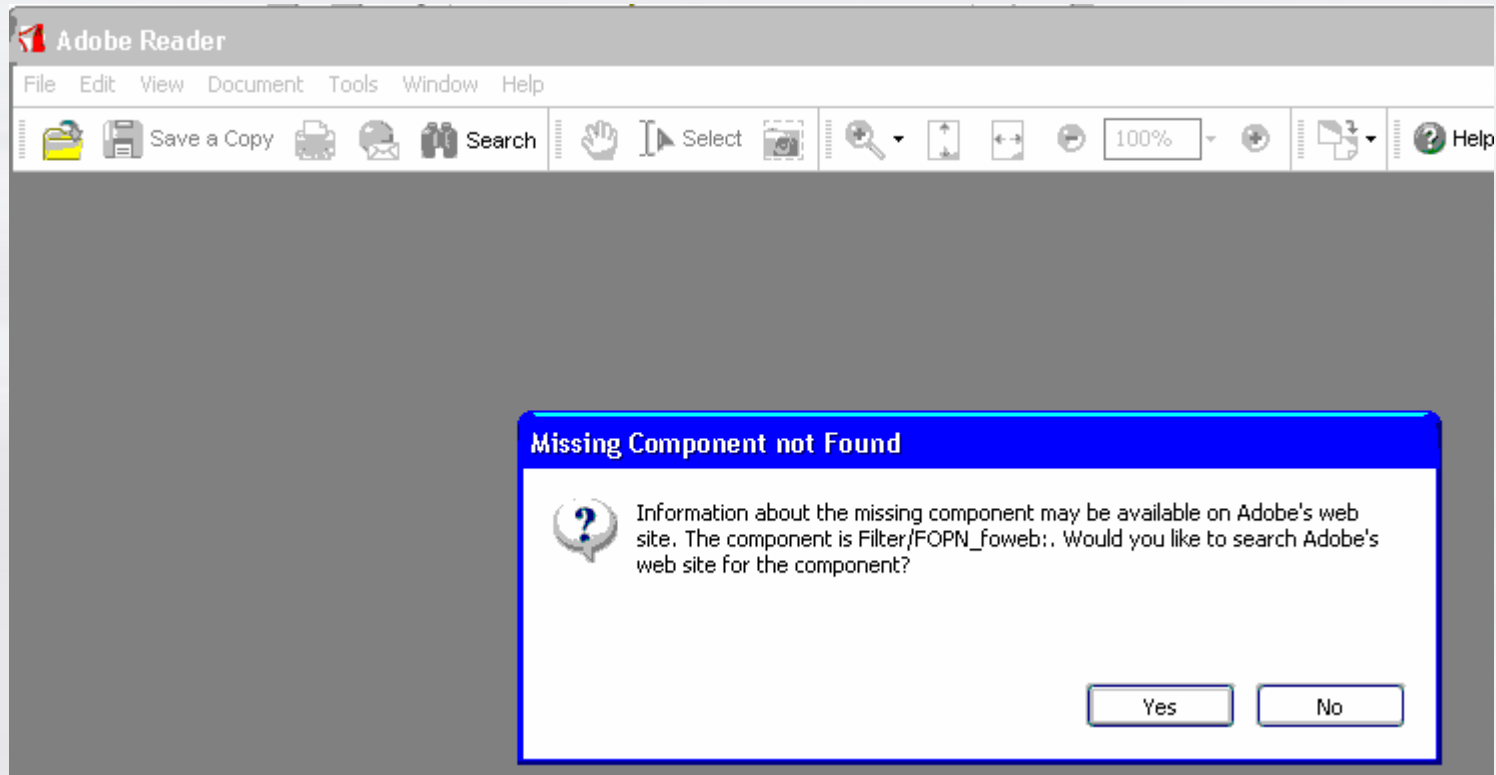 Adobe Reader
File Edit View Document Tools Window Help
Save a Copy Search Select 100% Help
Missing Component not Found
Information about the missing component may be available on Adobe's web
site. The component is Filter/FOPN_foweb:. Would you like to search Adobe's
web site for the component?
Yes No